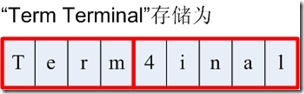 “Term Terminal”存储为
T e r m 4 i n a l